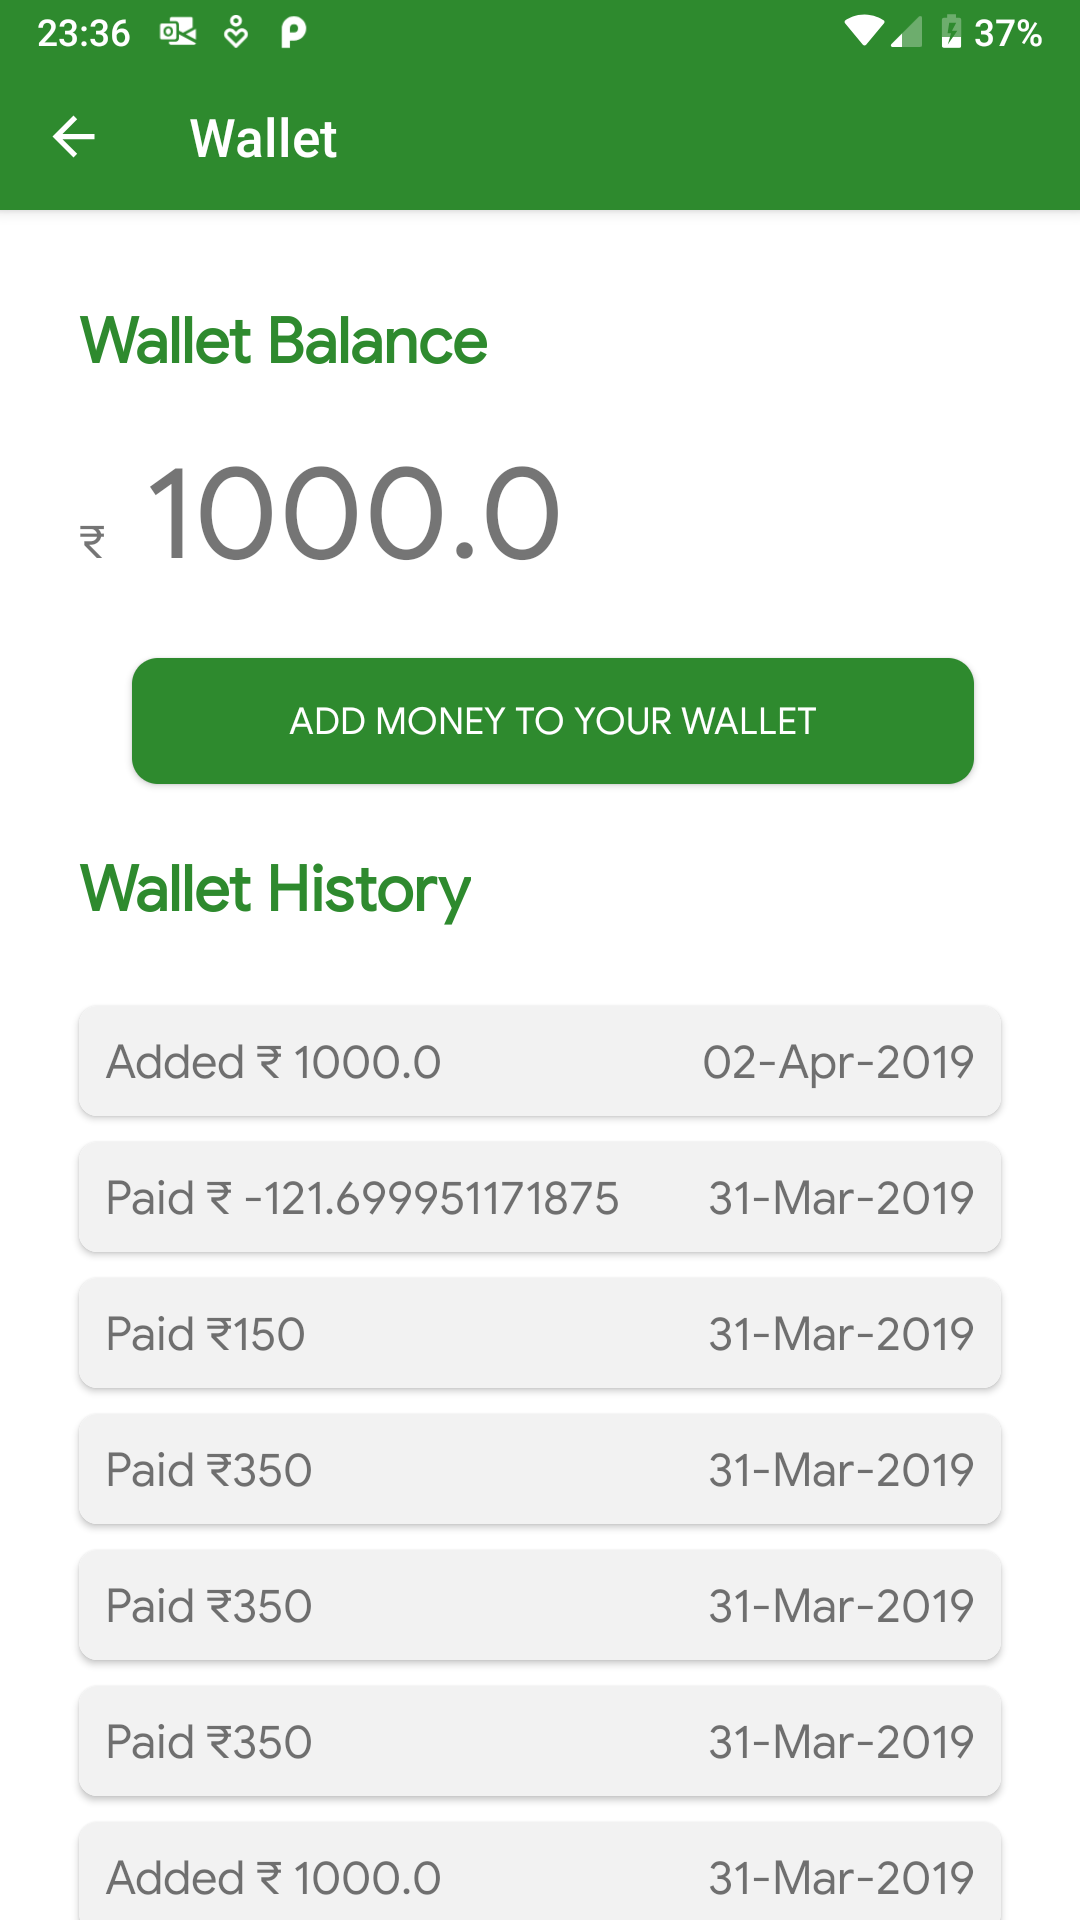 23:36 37%
Wallet
Wallet Balance
₹ 1000.0
ADD MONEY TO YOUR WALLET
Wallet History
Added ₹ 1000.0 02-Apr-2019
Paid ₹ -121.699951171875 31-Mar-2019
Paid ₹150 31-Mar-2019
Paid ₹350 31-Mar-2019
Paid ₹350 31-Mar-2019
Paid ₹350 31-Mar-2019
Added ₹ 1000.0 31-Mar-2019